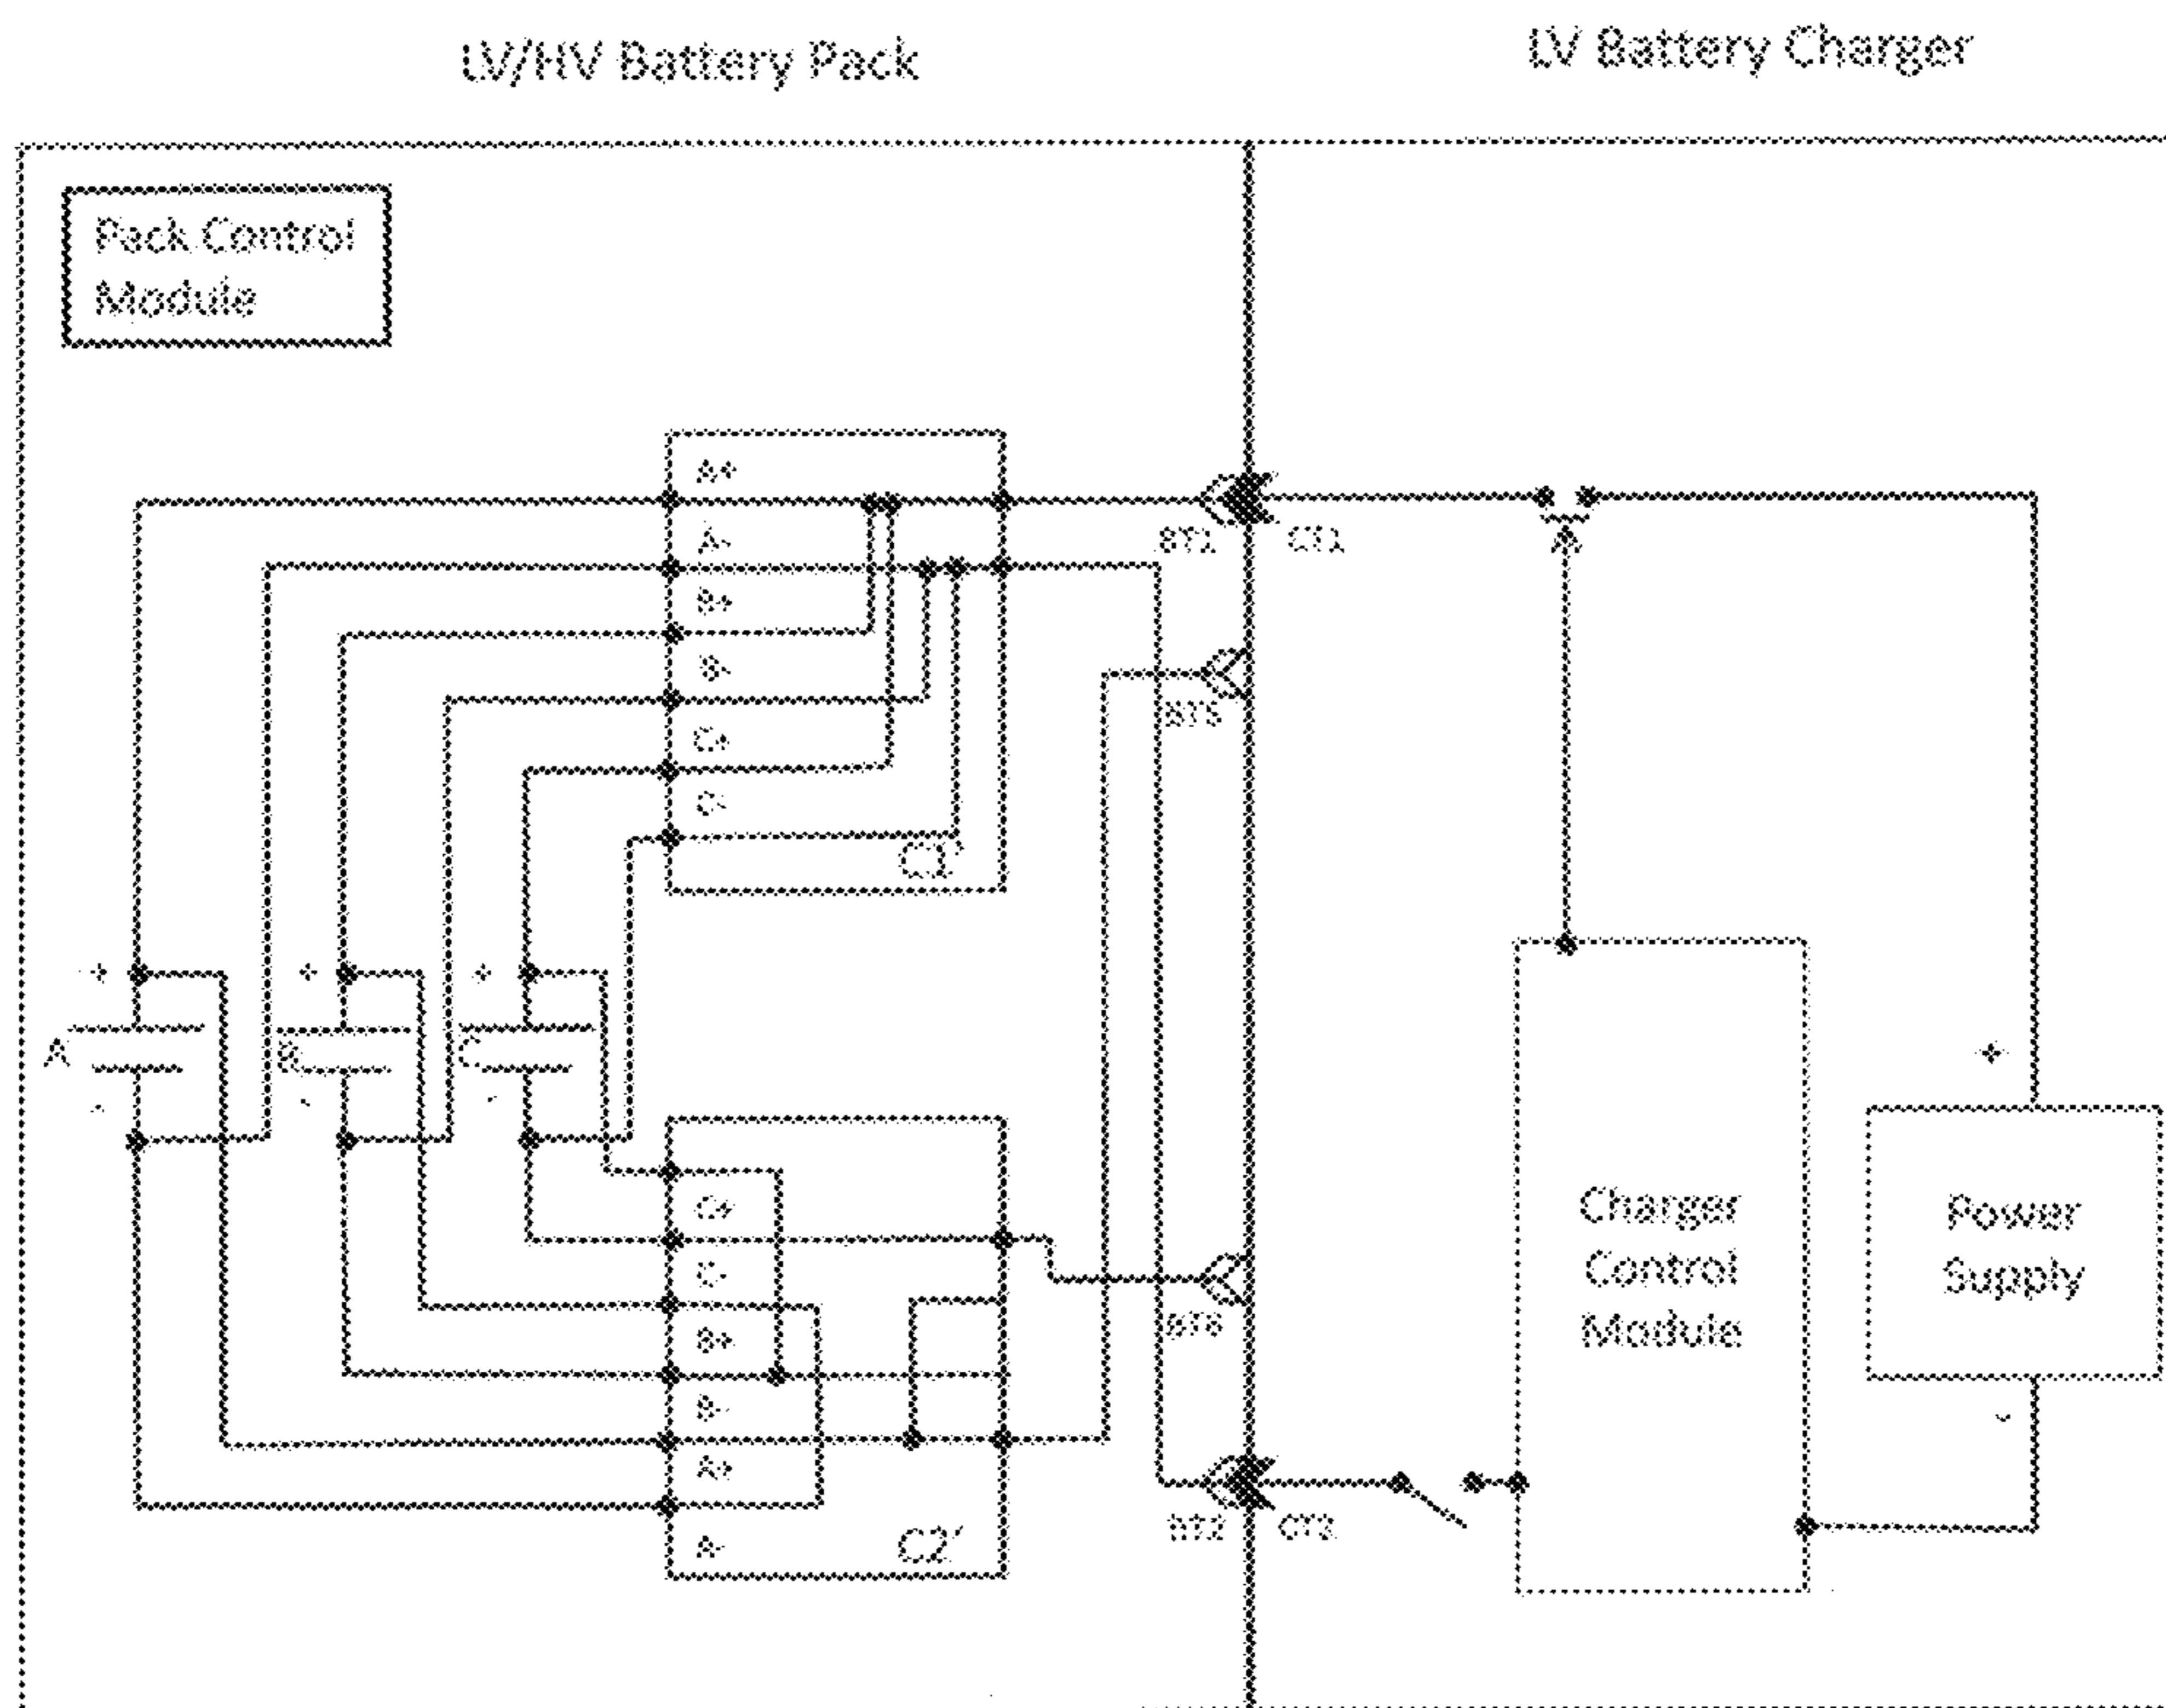 LV/HV Battery Pack
LV Battery Charger
Pack Control
Module
A+
A-
B+
B-
C+
C-
C1'
BT1
CT1
BT5
+
+
+
A
B
C
-
-
-
C+
C-
B+
B-
A+
A-
C2'
BT6
BT2
Charger
Control
Module
+
Power
Supply
-